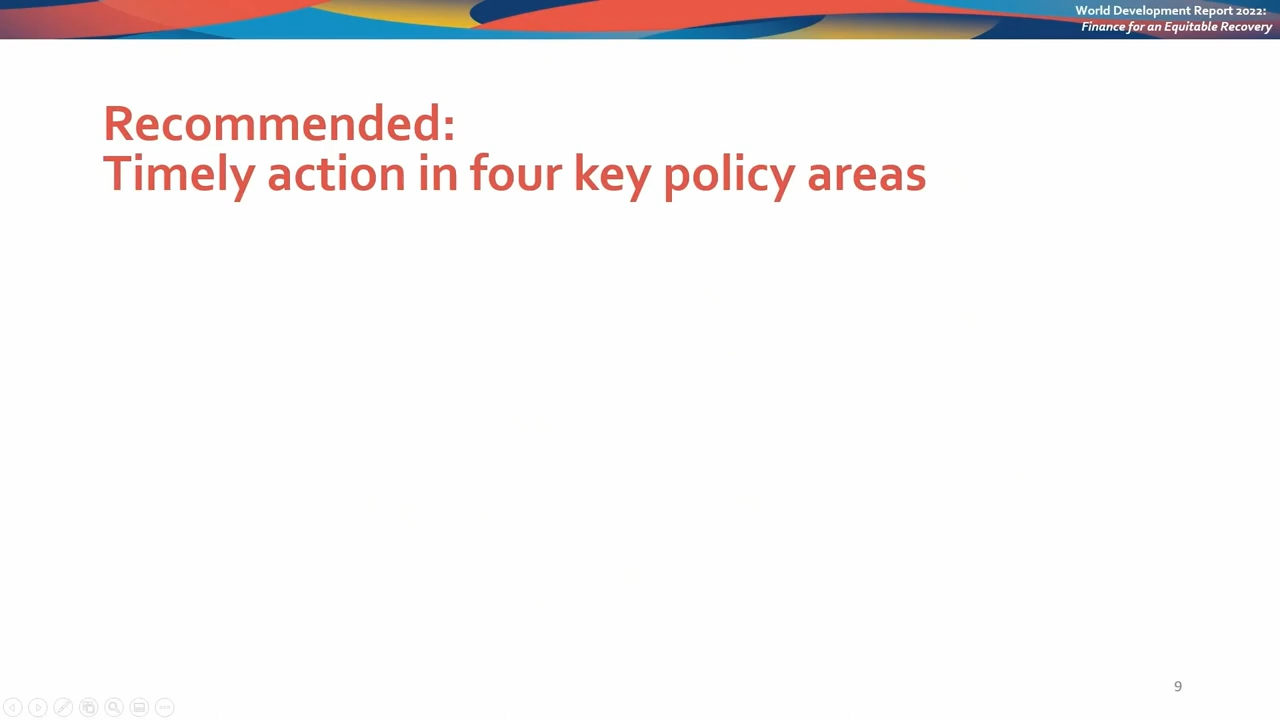 World Development Report 2022:
Finance for an Equitable Recovery
Recommended:
Timely action in four key policy areas
9